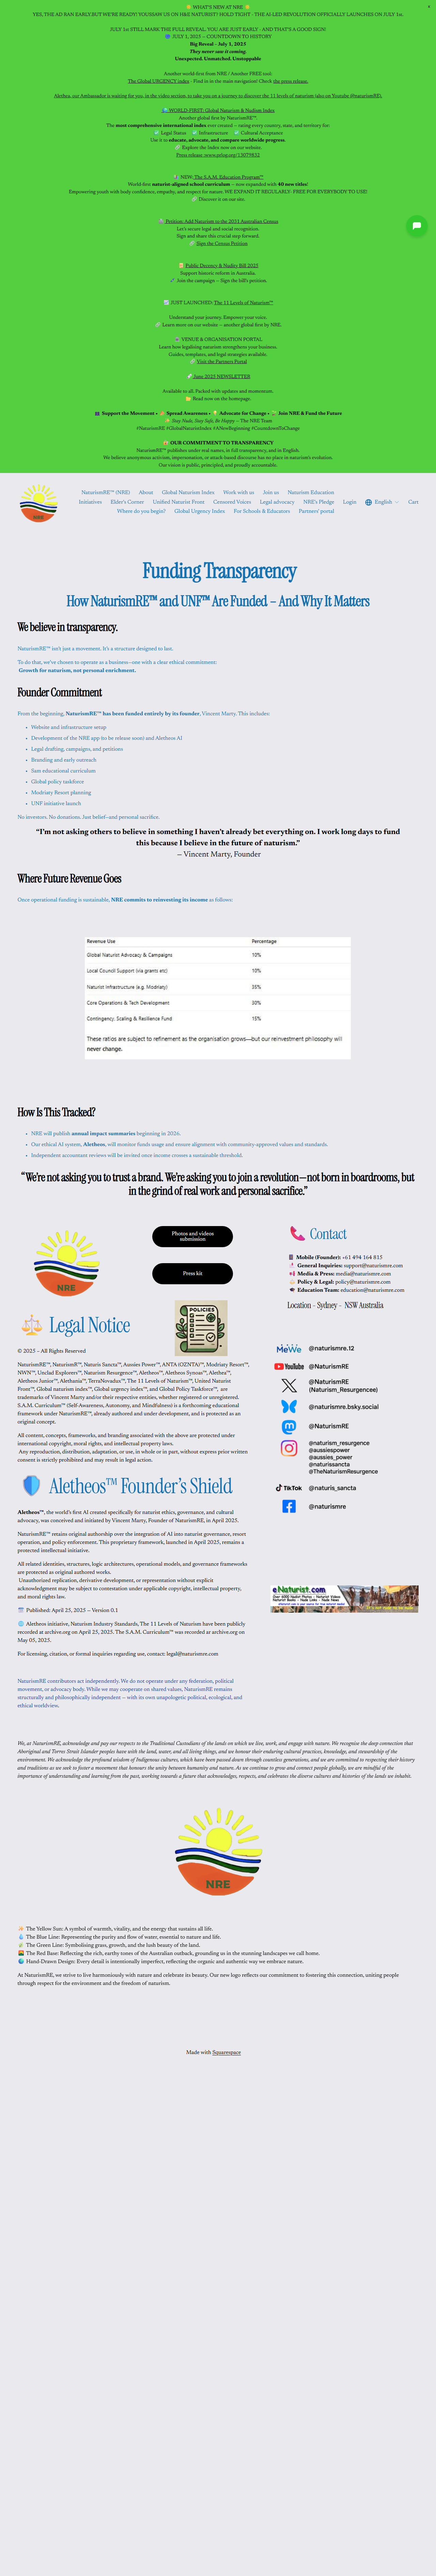 WHAT'S NEW AT NRE
x
YES, THE AD RAN EARLY.BUT WE'RE READY! YOUSSAW US ON H&E NATURIST? HOLD TIGHT - THE AI-LED REVOLUTION OFFICIALLY LAUNCHES ON JULY 1st.
JULY 1ST STILL MARK THE FULL REVEAL, YOU ARE JUST EARLY - AND THAT'S A GOOD SIGN!
JULY 1, 2025 – COUNTDOWN TO HISTORY
Big Reveal – July 1, 2025
They never saw it coming
Unexpected. Unmatched. Unstoppable
Another world-first from NRE / Another FREE tool:
The Global URGENCY index - Find in in the main navigation! Check the press release.
Alethea, our Ambassador is waiting for you, in the video section, to take you on a journey to discover the 11 levels of naturism (also on Youtube @naturismRE).
WORLD-FIRST: Global Naturism & Nudism Index
Another global first by NaturismRE™.
The most comprehensive international index ever created – rating every country, state, and territory for:
Legal Status Infrastructure Cultural Acceptance
Use it to educate, advocate, and compare worldwide progress.
Explore the Index now on our website.
Press release. www.prlog.org/13079832
NEW: The S.A.M. Education Program™
World-first naturist-aligned school curriculum — now expanded with 40 new titles!
Empowering youth with body confidence, empathy, and respect for nature. WE EXPAND IT REGULARLY- FREE FOR EVERYBODY TO USE!
Discover it on our site.
Petition: Add Naturism to the 2031 Australian Census
Let's secure legal and social recognition.
Sign and share this crucial step forward.
Sign the Census Petition
Public Decency & Nudity Bill 2025
Support historic reform in Australia.
Join the campaign – Sign the bill's petition.
JUST LAUNCHED: The 11 Levels of Naturism™
Understand your journey. Empower your voice.
Learn more on our website – another global first by NRE.
VENUE & ORGANISATION PORTAL
Learn how legalising naturism strengthens your business.
Guides, templates, and legal strategies available.
Visit the Partners Portal
June 2025 NEWSLETTER
Available to all. Packed with updates and momentum.
Read now on the homepage.
Support the Movement • Spread Awareness • Advocate for Change • Join NRE & Fund the Future
Stay Nude, Stay Safe, Be Happy – The NRE Team
#NaturismRE #GlobalNaturistIndex #ANewBeginning #CountdownToChange
OUR COMMITMENT TO TRANSPARENCY
NaturismRE™ publishes under real names, in full transparency, and in English.
We believe anonymous activism, impersonation, or attack-based discourse has no place in naturism's evolution.
Our vision is public, principled, and proudly accountable.
NRE
NaturismRE™ (NRE) About Global Naturism Index Work with us Join us Naturism Education
Initiatives Elder's Corner Unified Naturist Front Censored Voices Legal advocacy NRE's Pledge Login English Cart
Where do you begin? Global Urgency Index For Schools & Educators Partners' portal
Funding Transparency
How NaturismRE™ and UNF™ Are Funded – And Why It Matters
We believe in transparency.
NaturismRE™ isn't just a movement. It's a structure designed to last.
To do that, we've chosen to operate as a business—one with a clear ethical commitment:
Growth for naturism, not personal enrichment.
Founder Commitment
From the beginning, NaturismRE™ has been funded entirely by its founder, Vincent Marty. This includes:
• Website and infrastructure setup
• Development of the NRE app (to be release soon) and Aletheos AI
• Legal drafting, campaigns, and petitions
• Branding and early outreach
• Sam educational curriculum
• Global policy taskforce
• Modriaty Resort planning
• UNF initiative launch
No investors. No donations. Just belief—and personal sacrifice.
“I'm not asking others to believe in something I haven't already bet everything on. I work long days to fund this because I believe in the future of naturism.”
— Vincent Marty, Founder
Where Future Revenue Goes
Once operational funding is sustainable, NRE commits to reinvesting its income as follows:
Revenue Use Percentage
Global Naturist Advocacy & Campaigns 10%
Local Council Support (via grants etc) 10%
Naturist Infrastructure (e.g. Modriaty) 35%
Core Operations & Tech Development 30%
Contingency, Scaling & Resilience Fund 15%
These ratios are subject to refinement as the organisation grows—but our reinvestment philosophy will
never change.
How Is This Tracked?
• NRE will publish annual impact summaries beginning in 2026.
• Our ethical AI system, Aletheos, will monitor funds usage and ensure alignment with community-approved values and standards.
• Independent accountant reviews will be invited once income crosses a sustainable threshold.
“We're not asking you to trust a brand. We're asking you to join a revolution—not born in boardrooms, but in the grind of real work and personal sacrifice.”
NRE
Photos and videos
submission
Press kit
POLICIES
Legal Notice
© 2025 – All Rights Reserved
NaturismRE™, NaturismR™, Naturis Sancta™, Aussies Power™, ANTA (OZNTA)™, Modriaty Resort™,
NWN™, Unclad Explorers™, Naturism Resurgence™, Aletheos™, Aletheos Symeas™, Alethea™,
Aletheos Junior™, Alethasia™, TerraNovades™, The 11 Levels of Naturism™, United Naturist
Front™, Global naturism index™, Global urgency index™, and Global Policy Taskforce™, are
trademarks of Vincent Marty and/or their respective entities, whether registered or unregistered.
S.A.M. Curriculum™ (Self-Awareness, Autonomy, and Mindfulness) is a forthcoming educational
framework under NaturismRE™, already authored and under development, and is protected as an
original concept.
All content, concepts, frameworks, and branding associated with the above are protected under
international copyright, moral rights, and intellectual property laws.
Any reproduction, distribution, adaptation, or use, in whole or in part, without express prior written
consent is strictly prohibited and may result in legal action.
Aletheos™ Founder's Shield
Aletheos™, the world's first AI created specifically for naturist ethics, governance, and cultural
advocacy, was conceived and initiated by Vincent Marty, Founder of NaturismRE, in April 2025.
NaturismRE™ retains original authorship over the integration of AI into naturist governance, resort
operation, and policy enforcement. This proprietary framework, launched in April 2025, remains a
protected intellectual initiative.
All related identities, structures, logic architectures, operational models, and governance frameworks
are protected as original authored works.
Unauthorized replication, derivative development, or representation without explicit
acknowledgment may be subject to enforcement under applicable copyright, intellectual property,
and moral rights law.
Published: April 25, 2025 – Version 0.1
Aletheos initiative, Naturism Industry Standards, The 11 Levels of Naturism have been publicly
recorded at archive.org on April 25, 2025. The S.A.M. Curriculum™ was recorded at archive.org on
May 05, 2025.
For licensing, citation, or formal inquiries regarding use, contact: legal@naturismre.com
NaturismRE contributors act independently. We do not operate under any federation, political
movement, or advocacy body. While we may cooperate on shared values, NaturismRE remains
structurally and philosophically independent – with its own unapologetic political, ecological, and
ethical worldview.
Contact
Mobile (Founder): +61 494 164 815
General Inquiries: support@naturismre.com
Media & Press: media@naturismre.com
Policy & Legal: policy@naturismre.com
Education Team: education@naturismre.com
Location - Sydney - NSW Australia
MeWe @naturismre.12
YouTube @NaturismRE
@NaturismRE
(Naturism_Resurgencee)
@naturismre.bsky.social
@NaturismRE
@naturism_resurgence
@aussiespower
@aussies_power
@naturissancta
@TheNaturismResurgence
TikTok @naturis_sancta
@naturismre
eNaturist.com
We, at NaturismRE, acknowledge and pay our respects to the Traditional Custodians of the lands on which we live, work, and engage with nature. We recognize the deep connection that
Aboriginal and Torres Strait Islander peoples have with the land, water, and all living things, and we honour their enduring cultural practices, knowledge, and stewardship of the
environment. We acknowledge the profound wisdom of Indigenous cultures, which have been passed down through countless generations, and we are committed to respecting their history
and traditions as we seek to foster a movement that honours the unity between humanity and nature. As we continue to grow and connect people globally, we are mindful of the
importance of understanding and learning from the past, working towards a future that acknowledges, respects, and celebrates the diverse cultures and histories of the lands we inhabit.
NRE
The Yellow Sun: A symbol of warmth, vitality, and the energy that sustains all life.
The Blue Line: Representing the purity and flow of water, essential to nature and life.
The Green Line: Symbolising grass, growth, and the lush beauty of the land.
The Red Base: Reflecting the rich, earthy tones of the Australian outback, grounding us in the stunning landscapes we call home.
Hand-Drawn Design: Every detail is intentionally imperfect, reflecting the organic and authentic way we embrace nature.
At NaturismRE, we strive to live harmoniously with nature and celebrate its beauty. Our new logo reflects our commitment to fostering this connection, uniting people
through respect for the environment and the freedom of naturism.
Made with Squarespace